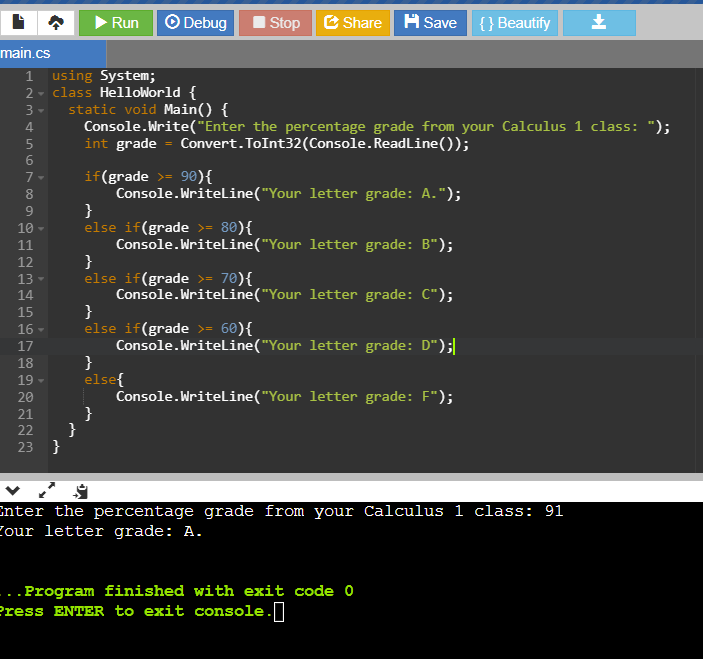 Run Debug Stop Share Save { } Beautify
main.cs
1 using System;
2 class HelloWorld {
3 static void Main() {
4 Console.Write("Enter the percentage grade from your Calculus 1 class: ");
5 int grade = Convert.ToInt32(Console.ReadLine());
6
7 if(grade >= 90){
8 Console.WriteLine("Your letter grade: A.");
9 }
10 else if(grade >= 80){
11 Console.WriteLine("Your letter grade: B");
12 }
13 else if(grade >= 70){
14 Console.WriteLine("Your letter grade: C");
15 }
16 else if(grade >= 60){
17 Console.WriteLine("Your letter grade: D");
18 }
19 else{
20 Console.WriteLine("Your letter grade: F");
21 }
22 }
23 }
Enter the percentage grade from your Calculus 1 class: 91
Your letter grade: A.
...Program finished with exit code 0
Press ENTER to exit console.